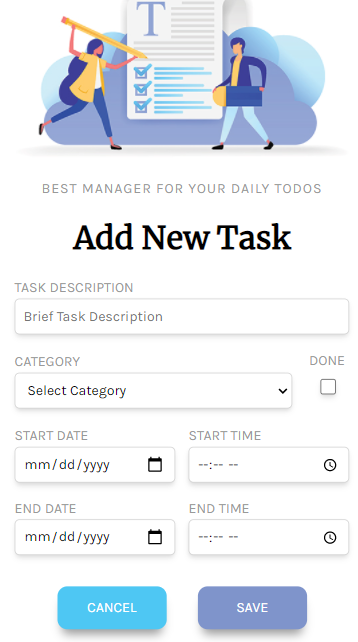 T
BEST MANAGER FOR YOUR DAILY TODOS
Add New Task
TASK DESCRIPTION
Brief Task Description
CATEGORY DONE
Select Category
START DATE START TIME
mm/dd/yyyy --:-- --
END DATE END TIME
mm/dd/yyyy --:-- --
CANCEL SAVE